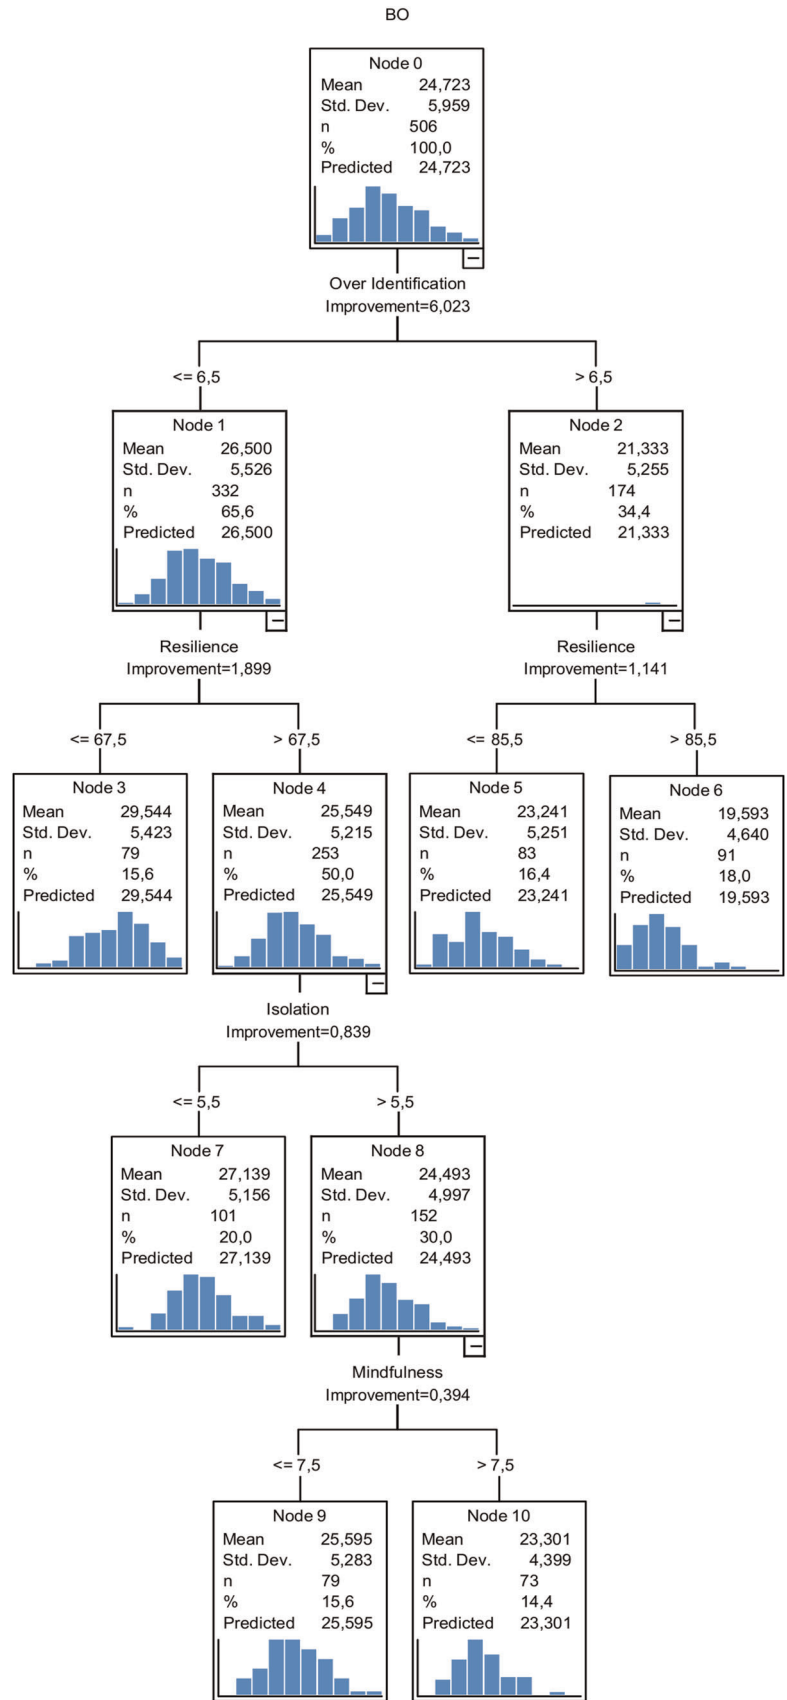 BO
Node 0
Mean 24,723
Std. Dev. 5,959
n 506
% 100,0
Predicted 24,723
Over Identification
Improvement=6,023
<= 6,5
> 6,5
Node 1
Mean 26,500
Std. Dev. 5,526
n 332
% 65,6
Predicted 26,500
Node 2
Mean 21,333
Std. Dev. 5,255
n 174
% 34,4
Predicted 21,333
Resilience
Improvement=1,899
Resilience
Improvement=1,141
<= 67,5
> 67,5
<= 85,5
> 85,5
Node 3
Mean 29,544
Std. Dev. 5,423
n 79
% 15,6
Predicted 29,544
Node 4
Mean 25,549
Std. Dev. 5,215
n 253
% 50,0
Predicted 25,549
Node 5
Mean 23,241
Std. Dev. 5,251
n 83
% 16,4
Predicted 23,241
Node 6
Mean 19,593
Std. Dev. 4,640
n 91
% 18,0
Predicted 19,593
Isolation
Improvement=0,839
<= 5,5
> 5,5
Node 7
Mean 27,139
Std. Dev. 5,156
n 101
% 20,0
Predicted 27,139
Node 8
Mean 24,493
Std. Dev. 4,997
n 152
% 30,0
Predicted 24,493
Mindfulness
Improvement=0,394
<= 7,5
> 7,5
Node 9
Mean 25,595
Std. Dev. 5,283
n 79
% 15,6
Predicted 25,595
Node 10
Mean 23,301
Std. Dev. 4,399
n 73
% 14,4
Predicted 23,301